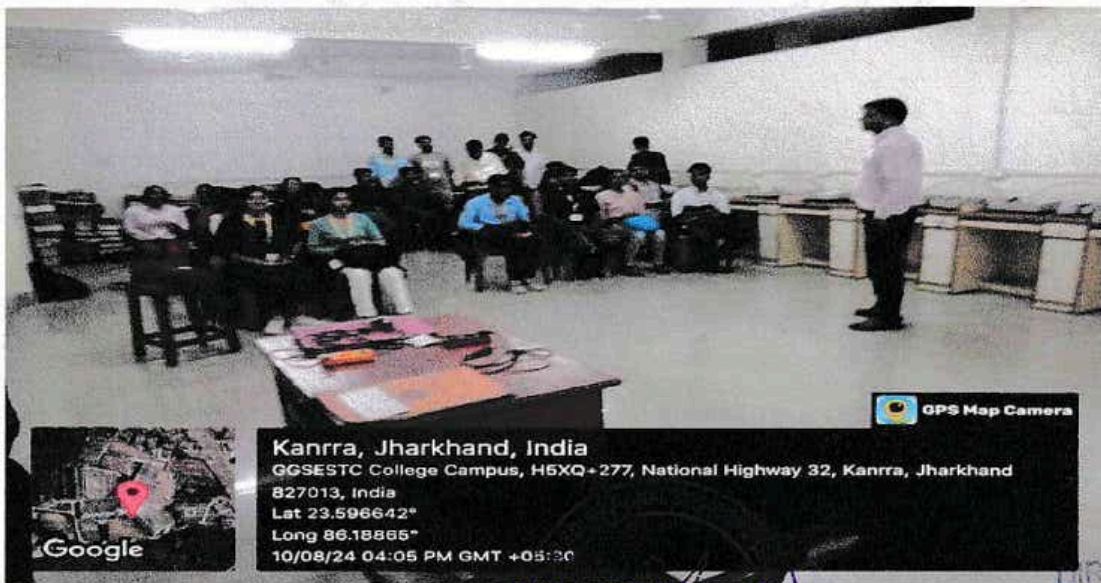 GPS Map Camera
Kanrra, Jharkhand, India
GGSESTC College Campus, H5XQ+277, National Highway 32, Kanrra, Jharkhand
827013, India
Lat 23.596642°
Long 86.18865°
10/08/24 04:05 PM GMT +05:30
Google